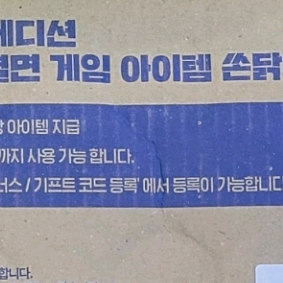 에디션
면 게임 아이템 쏜닭
아이템 지급
까지 사용 가능 합니다.
너스 / 기프트 코드 등록' 에서 등록이 가능합니다
합니다.